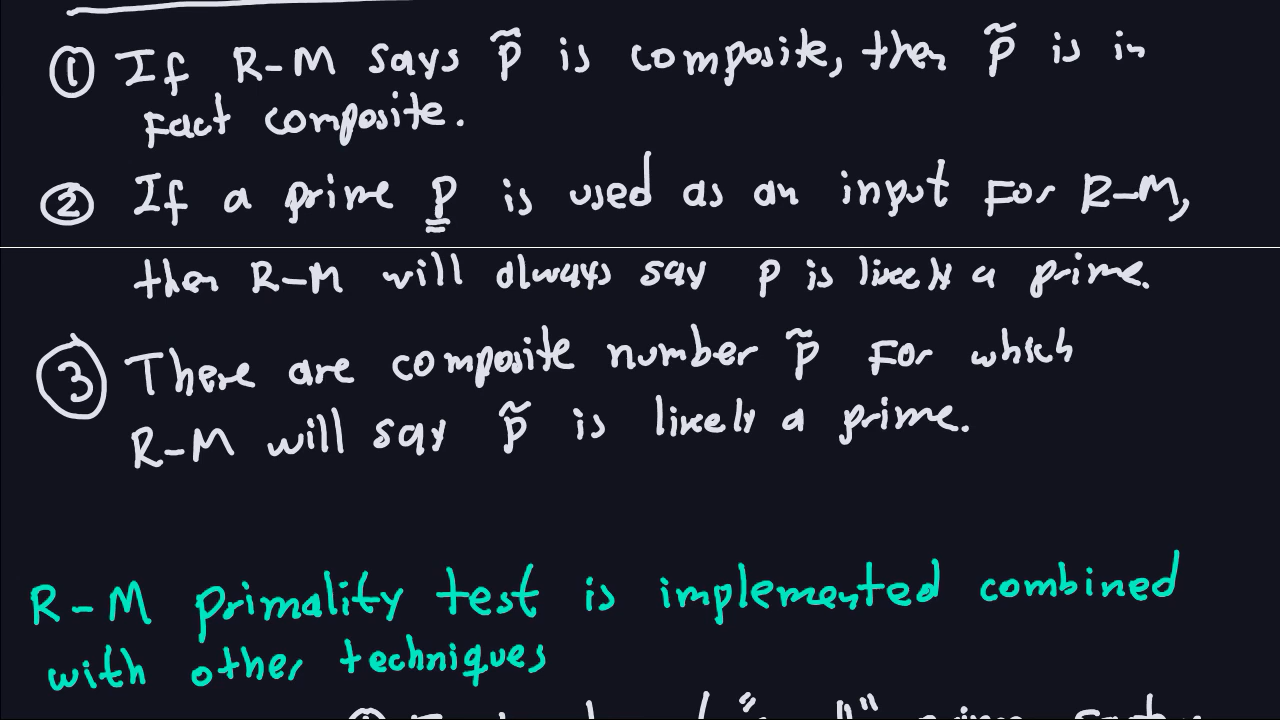 ① If R-M says p̃ is composite, then p̃ is in
fact composite.
② If a prime p is used as an input for R-M,
then R-M will always say p is likely a prime.
③ There are composite number p̃ for which
R-M will say p̃ is likely a prime.
R-M primality test is implemented combined
with other techniques